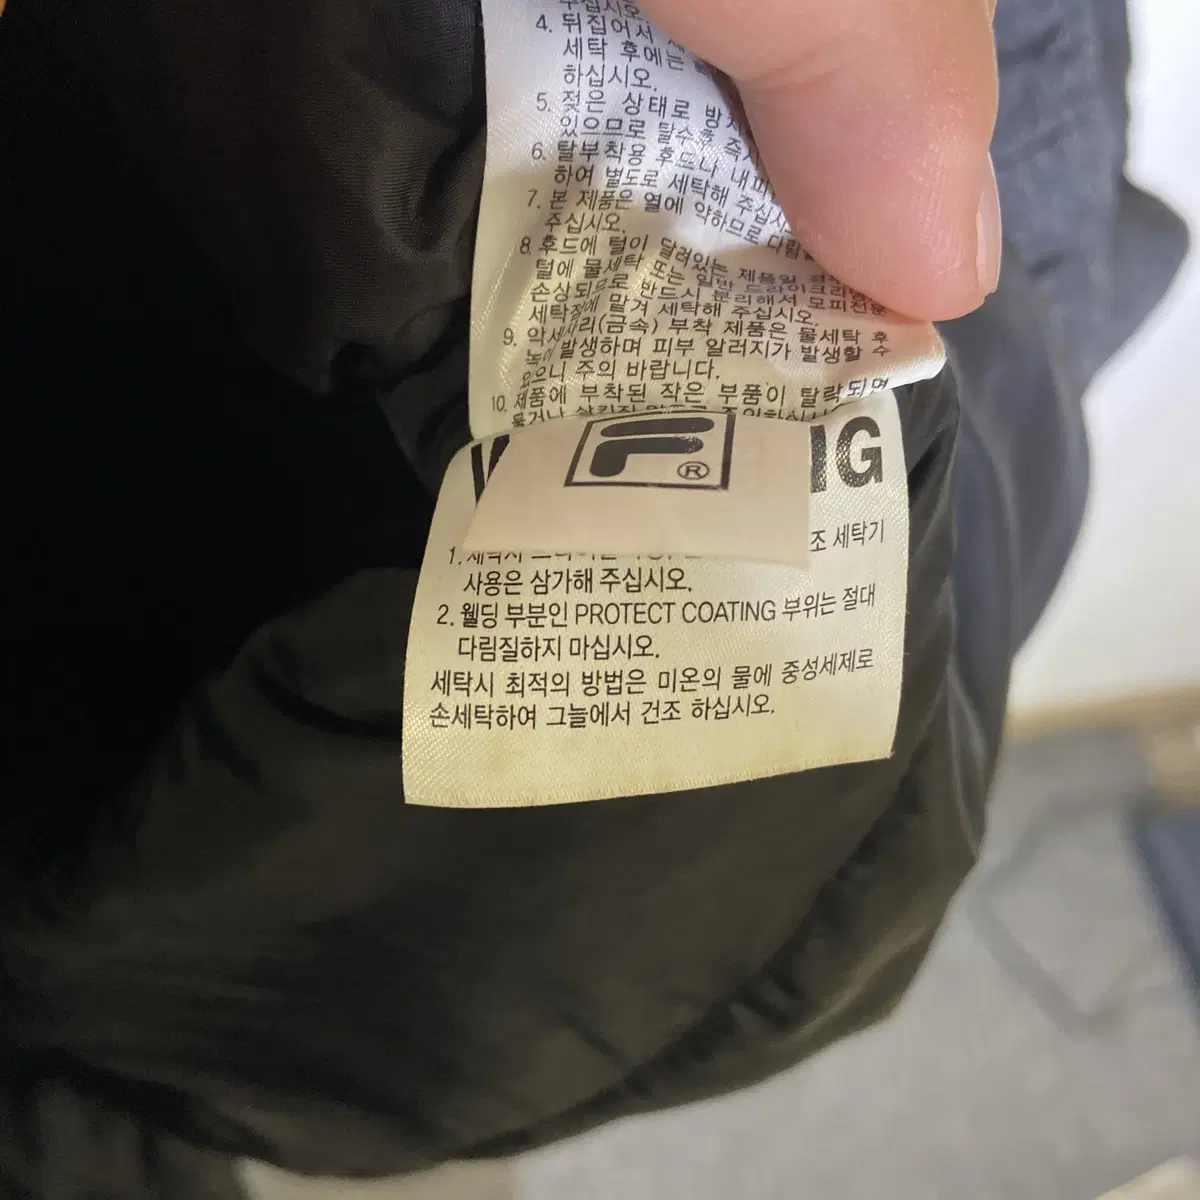 주십시오.
4. 뒤집어서
세탁 후에는
하십시오.
5. 젖은 상태로
있으므로 탈수 후 즉시
6. 탈부착용 후드나 내피
하여 별도로 세탁해 주십시
7. 본 제품은 열에 약하므로 다림
주십시오.
8. 후드에 털이 달려있는 제품일
털에 물세탁 또는 일반 드라이크리
손상되므로 반드시 분리해서 모피전문
세탁점에 맡겨 세탁해 주십시오.
9. 악세사리(금속) 부착 제품은 물세탁 후
녹이 발생하며 피부 알러지가 발생할 수
있으니 주의 바랍니다.
10. 제품에 부착된 작은 부품이 탈락되면
F ®
NG
1. 세탁시 조 세탁기
사용은 삼가해 주십시오.
2. 웰딩 부분인 PROTECT COATING 부위는 절대
다림질하지 마십시오.
세탁시 최적의 방법은 미온의 물에 중성세제로
손세탁하여 그늘에서 건조 하십시오.